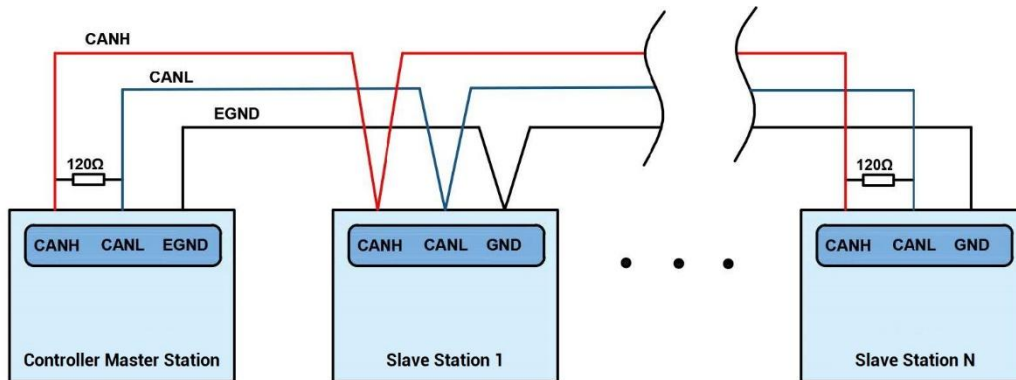 CANH
CANL
EGND
120Ω
120Ω
CANH CANL EGND
CANH CANL GND
CANH CANL GND
Controller Master Station
Slave Station 1
Slave Station N